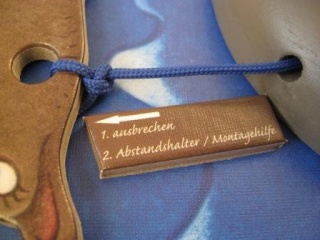 1. ausbrechen
2. Abstandshalter / Montagehilfe